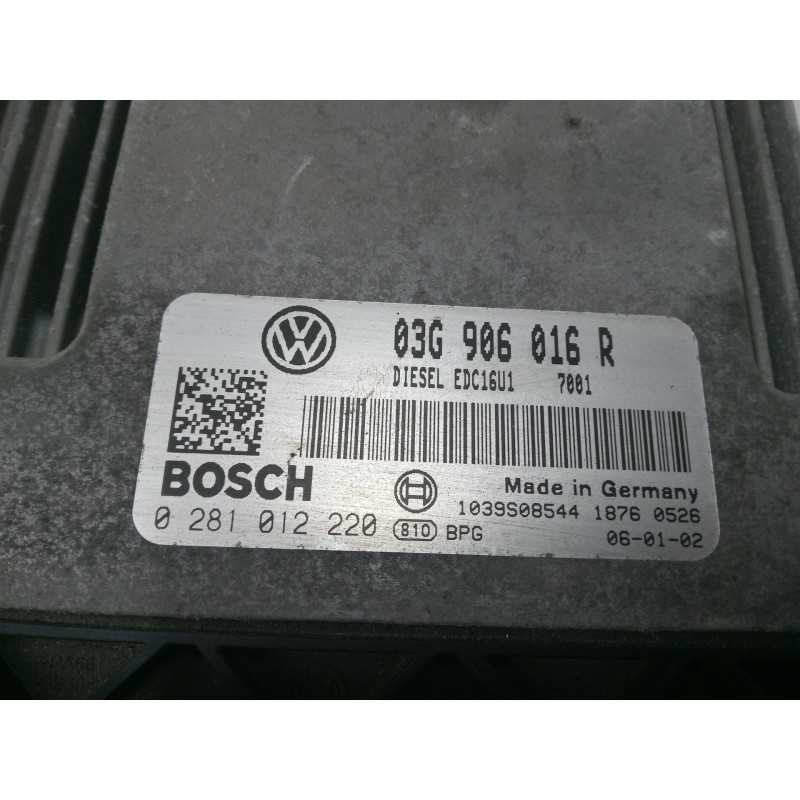 VW
03G 906 016 R
DIESEL EDC16U1 7001
BOSCH
Made in Germany
0 281 012 220
810 BPG
1039S08544 1876 0526
06-01-02